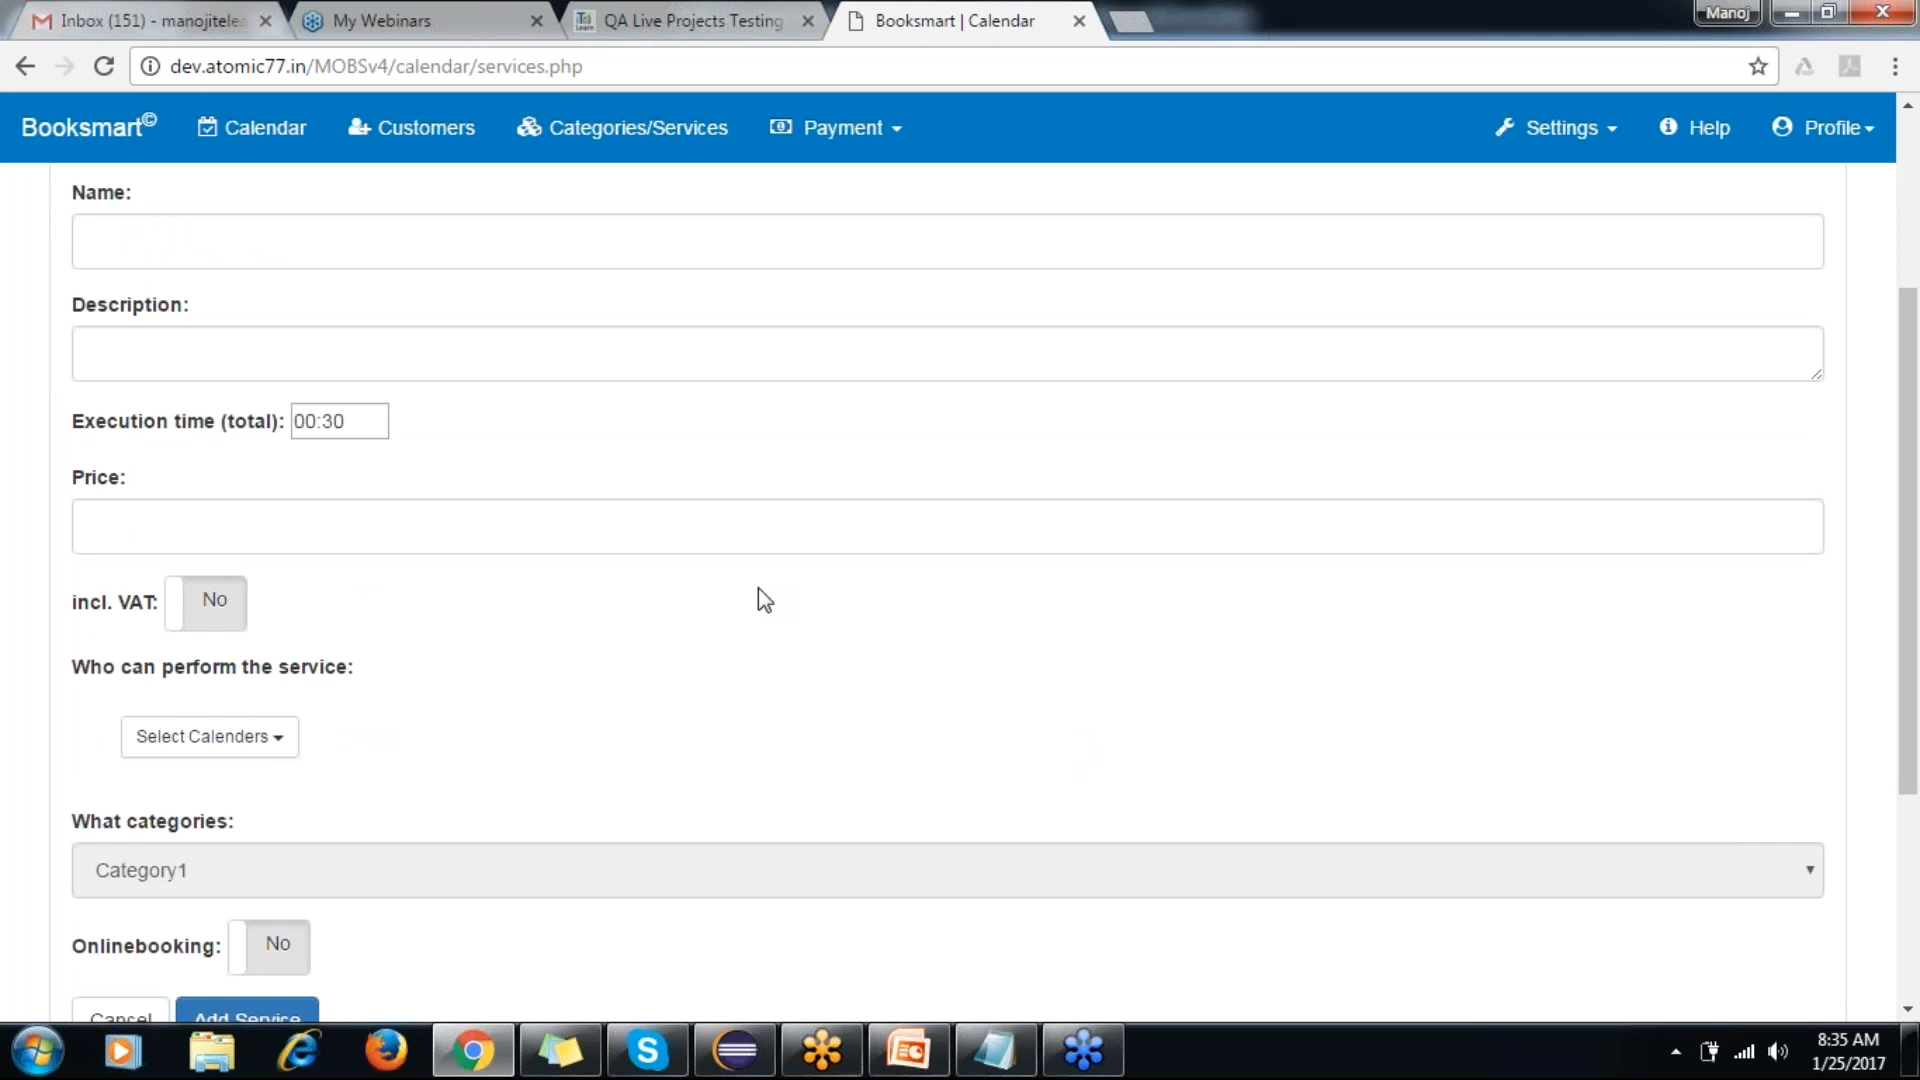 Inbox (151) - manojitelea
My Webinars
QA Live Projects Testing
Booksmart | Calendar
Manoj
dev.atomic77.in/MOBSv4/calendar/services.php
Booksmart©
Calendar
Customers
Categories/Services
Payment
Settings
Help
Profile
Name:
Description:
Execution time (total): 00:30
Price:
incl. VAT: No
Who can perform the service:
Select Calenders
What categories:
Category1
Onlinebooking: No
Cancel
Add Service
8:35 AM
1/25/2017